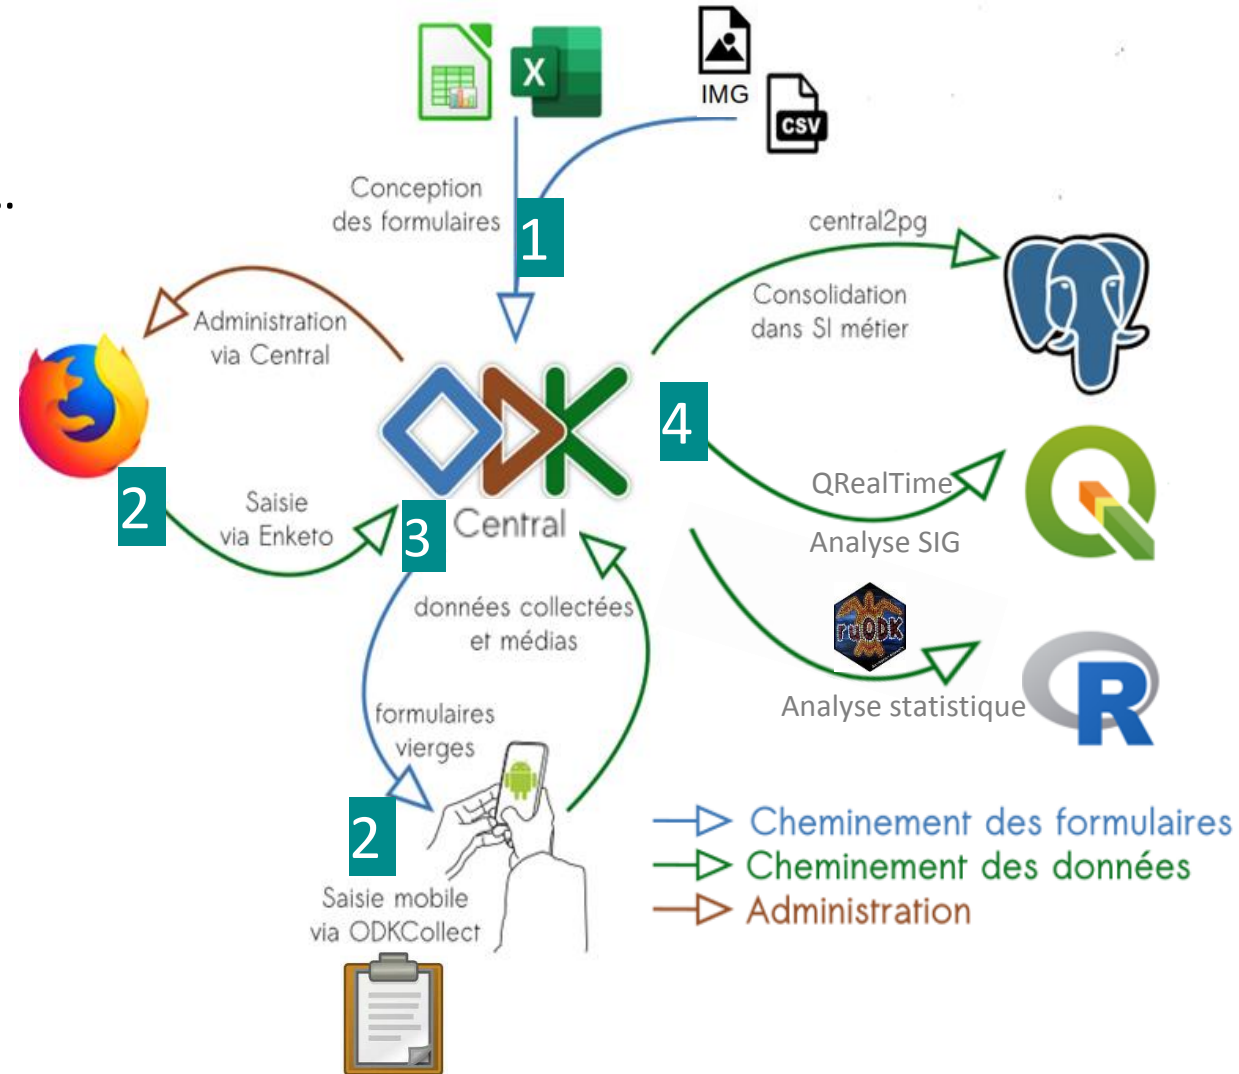 X
IMG
CSV
Conception
des formulaires
..
1
central2pg
Consolidation
dans SI métier
Administration
via Central
ODK
Central
4
2
Saisie
via Enketo
3
QRealTime
Analyse SIG
données collectées
et médias
ruODK
Analyse statistique
R
formulaires
vierges
2
Saisie mobile
via ODKCollect
Cheminement des formulaires
Cheminement des données
Administration